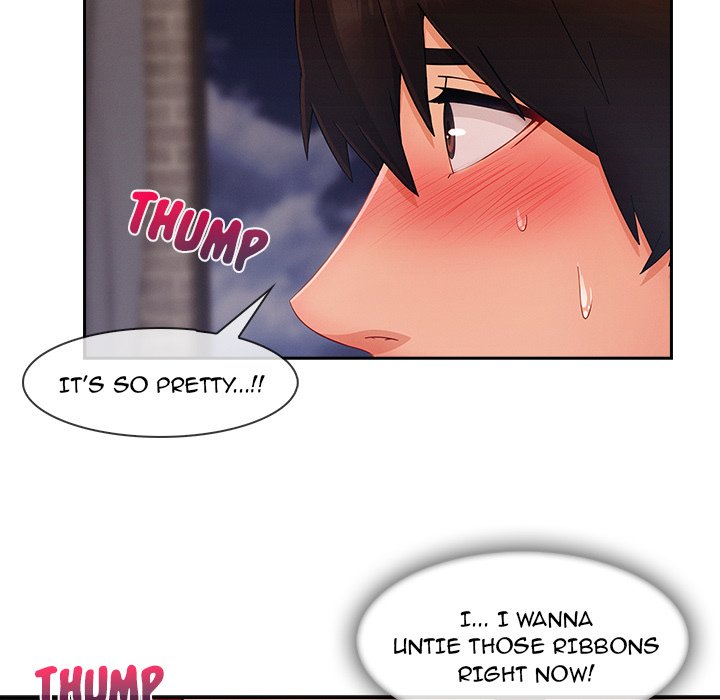 THUMP
IT'S SO PRETTY...!!
I... I WANNA
UNTIE THOSE RIBBONS
RIGHT NOW!
THUMP